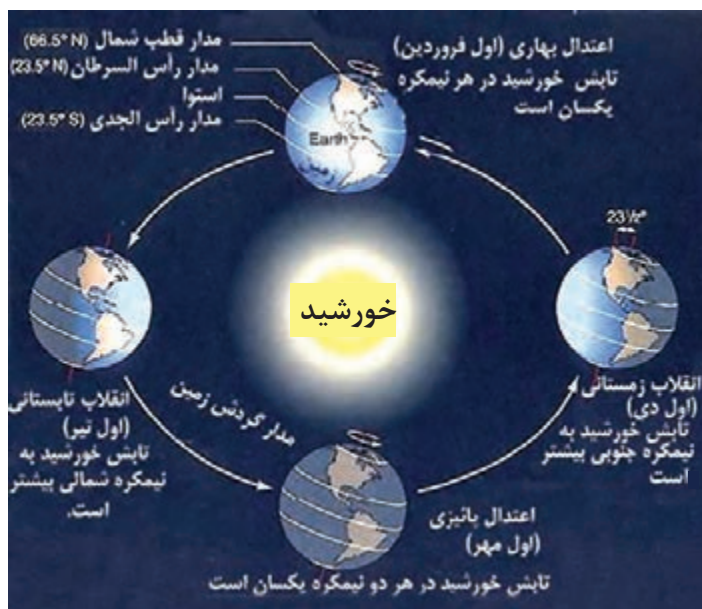 مدار قطب شمال (66.5° N)
مدار رأس السرطان (23.5° N)
استوا
مدار رأس الجدی (23.5° S)
اعتدال بهاری (اول فروردین)
تابش خورشید در هر نیمکره
یکسان است
Earth
23½°
خورشید
انقلاب تابستانی
(اول تیر)
تابش خورشید به
نیمکره شمالی بیشتر
است.
مدار گردش زمین
انقلاب زمستانی
(اول دی)
تابش خورشید به
نیمکره جنوبی بیشتر
است
اعتدال پائیزی
(اول مهر)
تابش خورشید در هر دو نیمکره یکسان است